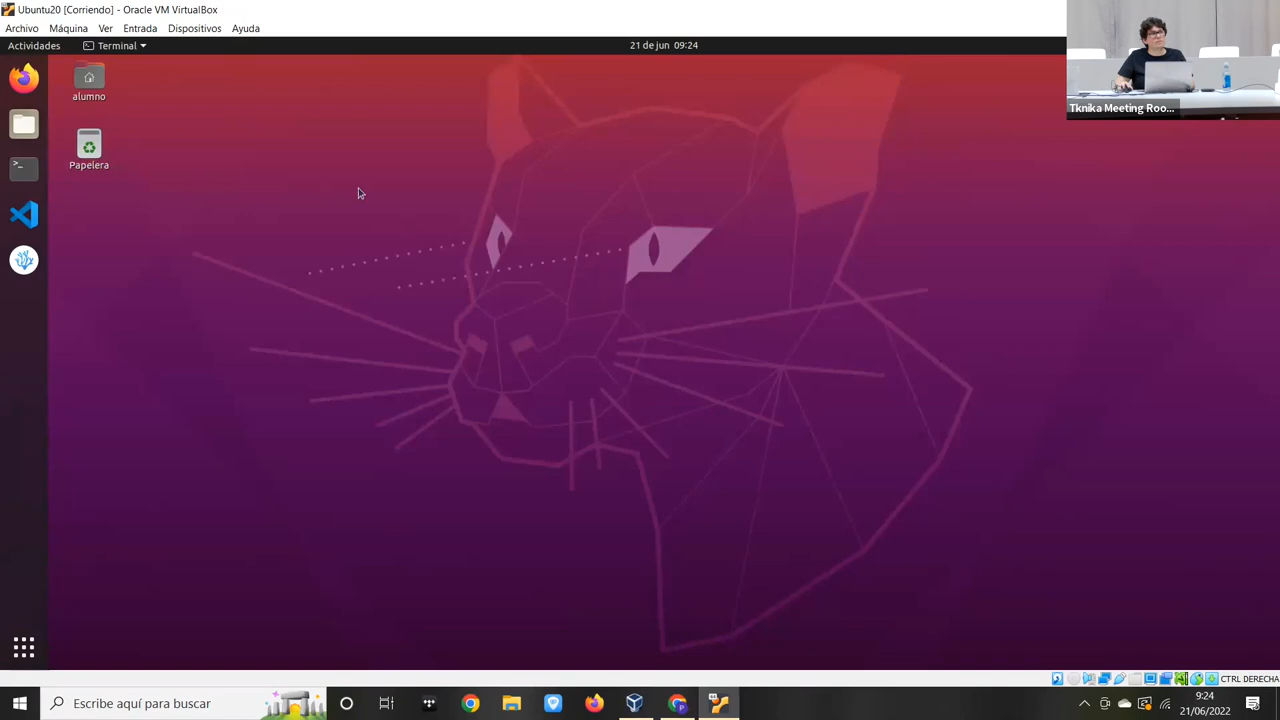 Ubuntu20 [Corriendo] - Oracle VM VirtualBox
Archivo Máquina Ver Entrada Dispositivos Ayuda
Actividades Terminal 21 de jun 09:24
alumno
Papelera
Tknika Meeting Roo...
CTRL DERECHA
Escribe aquí para buscar
9:24
21/06/2022